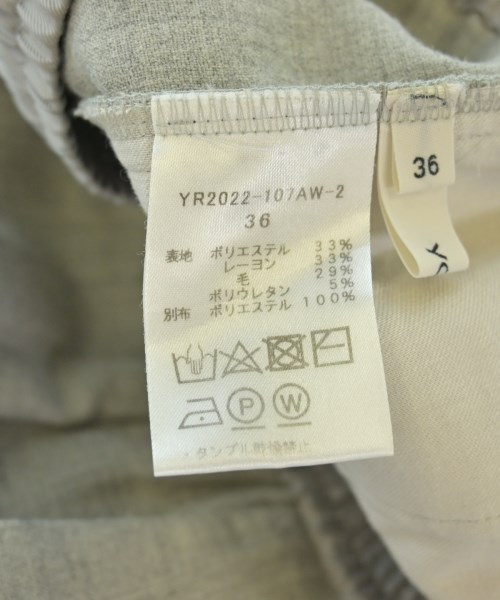 YR2022-107AW-2
36
表地 ポリエステル 33%
レーヨン 33%
毛 29%
ポリウレタン 5%
別布 ポリエステル 100%
P W
タンブル乾燥禁止
36